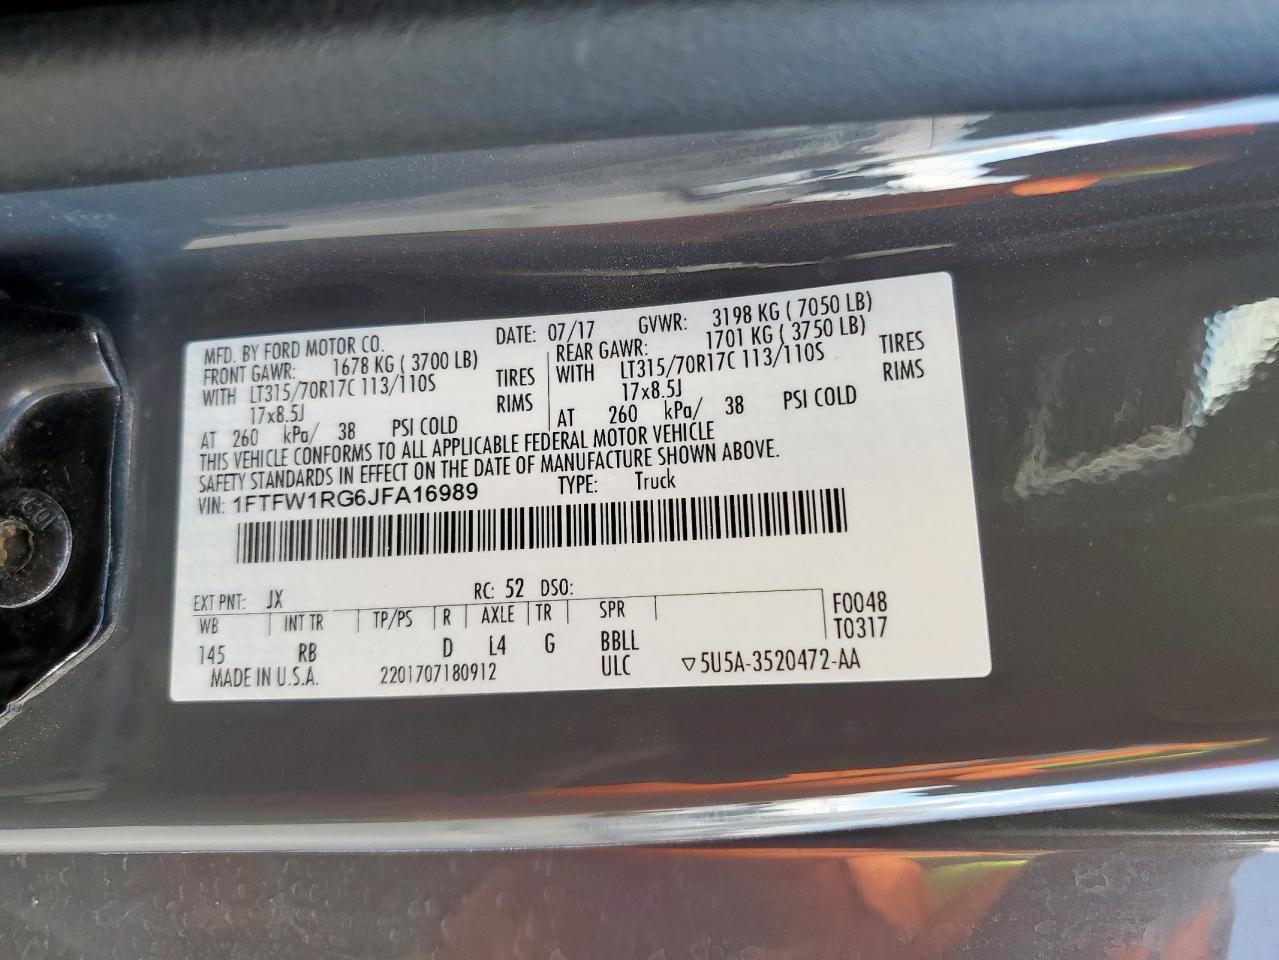 MFD. BY FORD MOTOR CO. DATE: 07/17 GVWR: 3198 KG ( 7050 LB)
FRONT GAWR: 1678 KG ( 3700 LB) REAR GAWR: 1701 KG ( 3750 LB)
WITH LT315/70R17C 113/110S TIRES WITH LT315/70R17C 113/110S TIRES
17x8.5J RIMS 17x8.5J RIMS
AT 260 kPa/ 38 PSI COLD AT 260 kPa/ 38 PSI COLD
THIS VEHICLE CONFORMS TO ALL APPLICABLE FEDERAL MOTOR VEHICLE
SAFETY STANDARDS IN EFFECT ON THE DATE OF MANUFACTURE SHOWN ABOVE.
VIN: 1FTFW1RG6JFA16989 TYPE: Truck
EXT PNT: JX RC: 52 DSO:
WB INT TR TP/PS R AXLE TR SPR F0048
145 RB D L4 G BBLL T0317
MADE IN U.S.A. 2201707180912 ULC ▽5U5A-3520472-AA